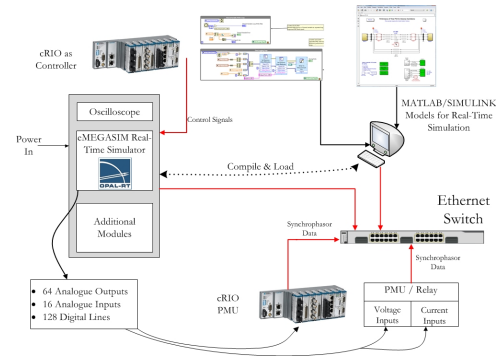 cRIO as
Controller
MATLAB/SIMULINK
Models for Real-Time
Simulation
Control Signals
Oscilloscope
Power
In
eMEGASIM Real-
Time Simulator
OPAL-RT
Compile & Load
Additional
Modules
Ethernet
Switch
Synchrophasor
Data
Synchrophasor
Data
64 Analogue Outputs
16 Analogue Inputs
128 Digital Lines
cRIO
PMU
PMU / Relay
Voltage
Inputs
Current
Inputs